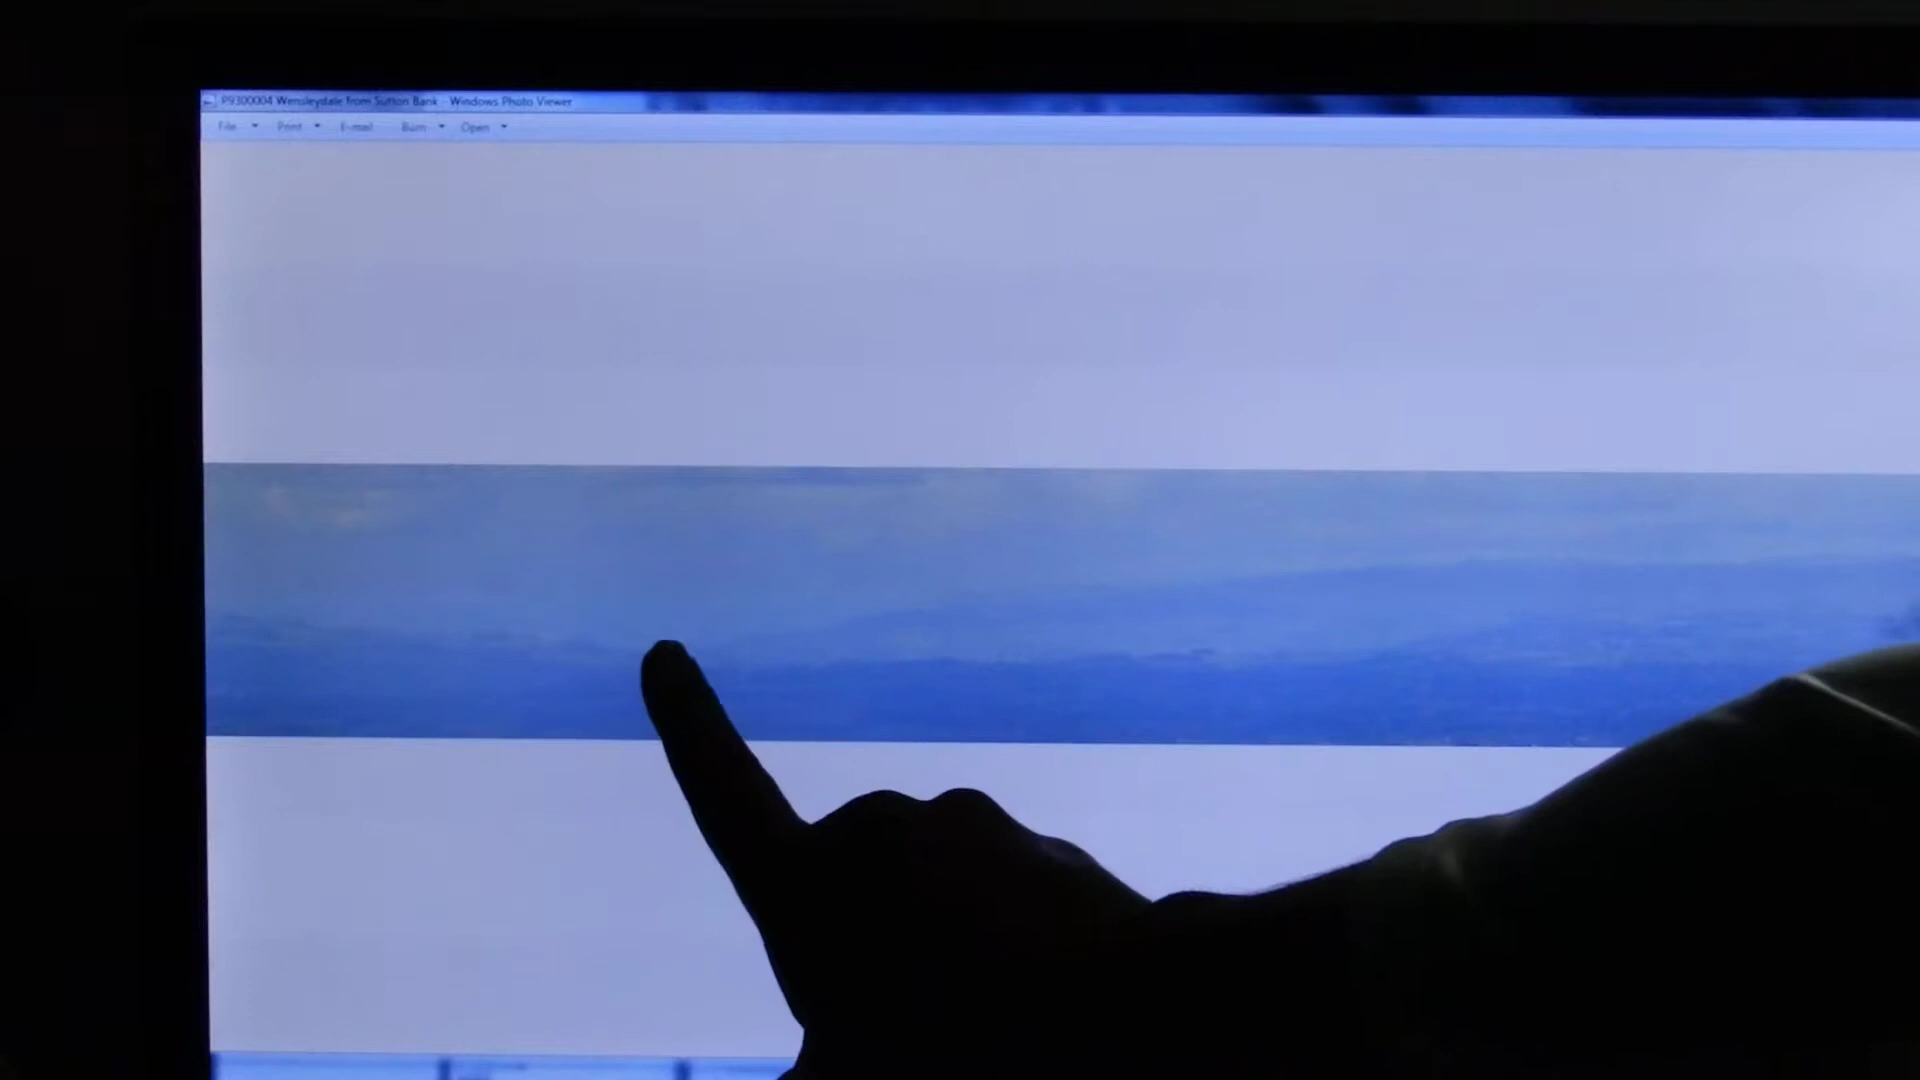 P9300004 Wensleydale from Sutton Bank - Windows Photo Viewer
File Print E-mail Burn Open